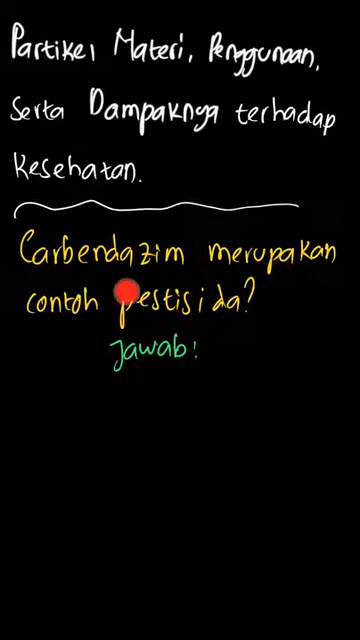 Partikel Materi, Penggunaan,
Serta Dampaknya terhadap
Kesehatan.
Carbendazim merupakan
contoh pestisida?
Jawab: